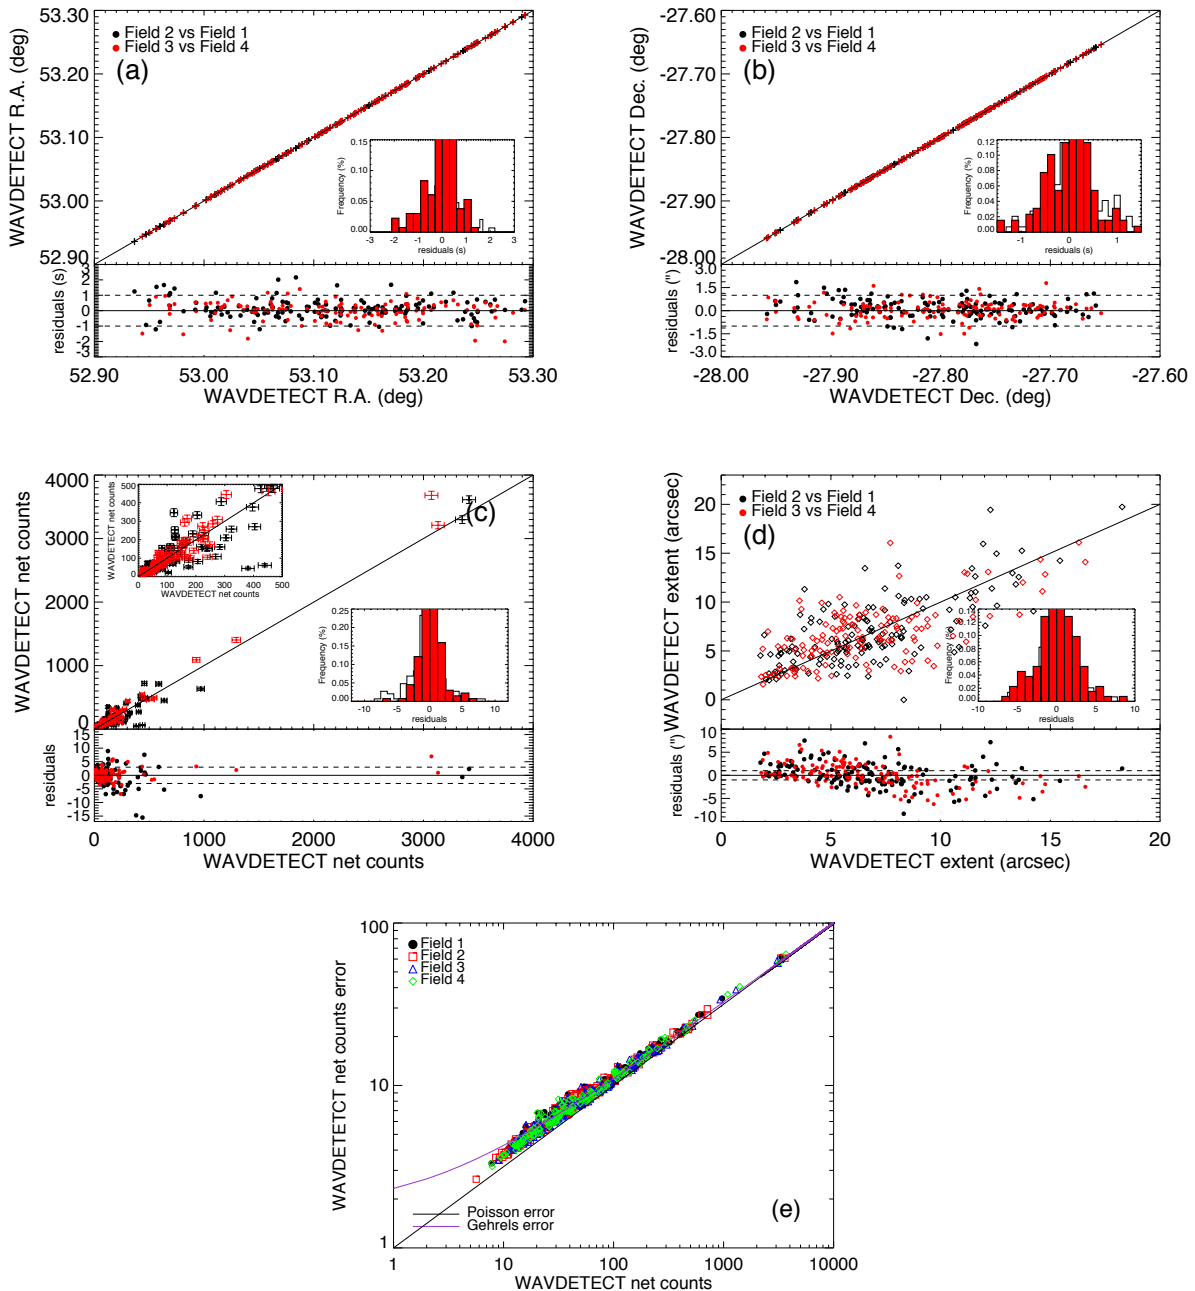 WAVDETECT R.A. (deg)
53.30
53.20
53.10
53.00
52.90
Field 2 vs Field 1
Field 3 vs Field 4
(a)
Frequency (%)
0.15
0.10
0.05
0.00
-3 -2 -1 0 1 2 3
residuals (s)
residuals (s)
3
2
1
0
-1
-2
-3
52.90 53.00 53.10 53.20 53.30
WAVDETECT R.A. (deg)
WAVDETECT Dec. (deg)
-27.60
-27.70
-27.80
-27.90
-28.00
Field 2 vs Field 1
Field 3 vs Field 4
(b)
Frequency (%)
0.12
0.10
0.08
0.06
0.04
0.02
0.00
-1 0 1
residuals (s)
residuals (")
3.0
1.5
0.0
-1.5
-3.0
-28.00 -27.90 -27.80 -27.70 -27.60
WAVDETECT Dec. (deg)
WAVDETECT net counts
4000
3000
2000
1000
0
WAVDETECT net counts
500
400
300
200
100
0
0 100 200 300 400 500
WAVDETECT net counts
(c)
Frequency (%)
0.25
0.20
0.15
0.10
0.05
0.00
-10 -5 0 5 10
residuals
residuals
15
10
5
0
-5
-10
-15
0 1000 2000 3000 4000
WAVDETECT net counts
WAVDETECT extent (arcsec)
20
15
10
5
0
Field 2 vs Field 1
Field 3 vs Field 4
(d)
Frequency (%)
0.14
0.12
0.10
0.08
0.06
0.04
0.02
0.00
-10 -5 0 5 10
residuals
residuals (")
10
5
0
-5
-10
0 5 10 15 20
WAVDETECT extent (arcsec)
WAVDETETCT net counts error
100
10
1
Field 1
Field 2
Field 3
Field 4
(e)
Poisson error
Gehrels error
1 10 100 1000 10000
WAVDETECT net counts